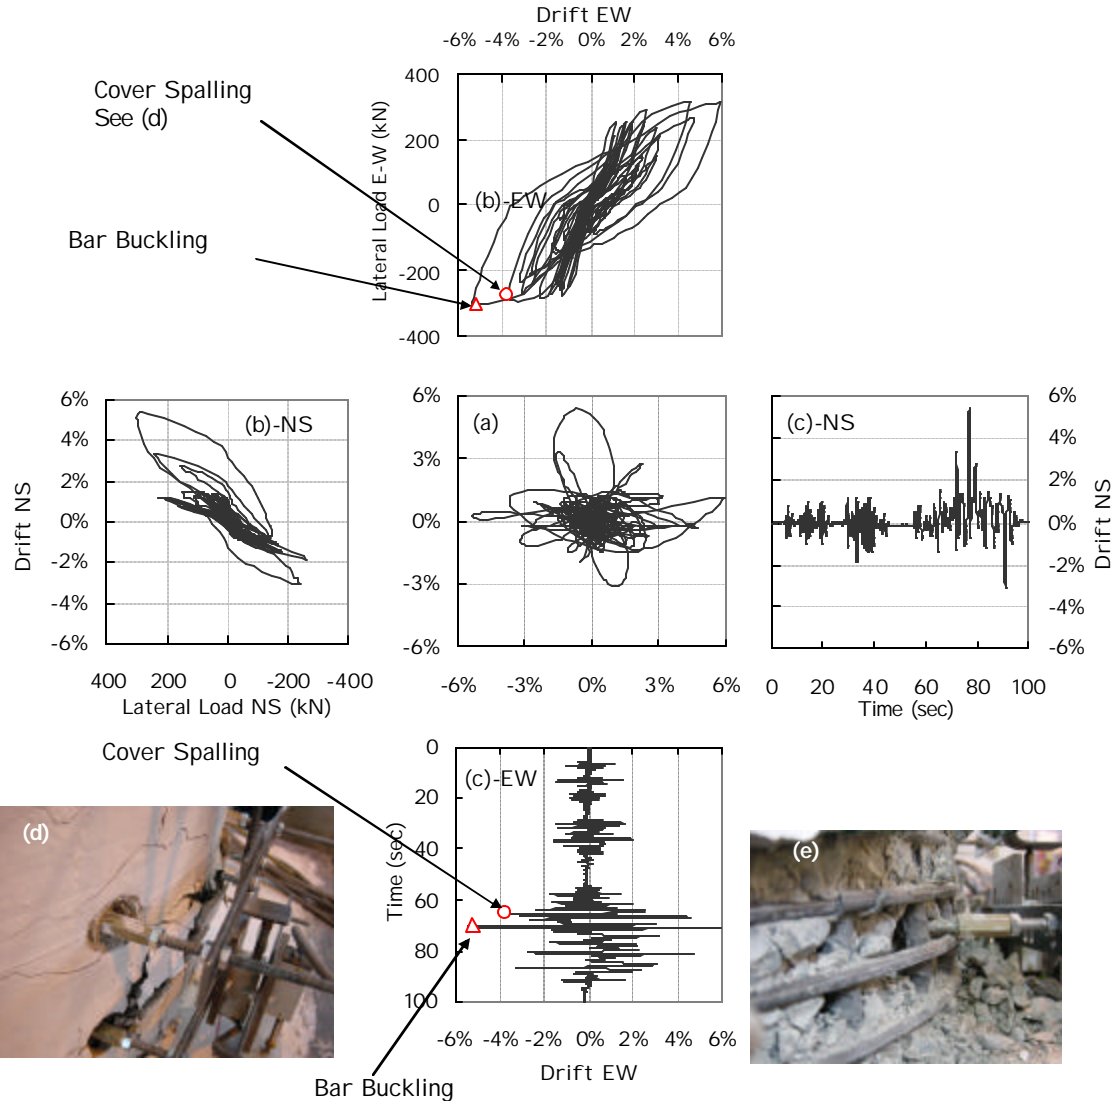 Drift EW
-6% -4% -2% 0% 2% 4% 6%
Cover Spalling
See (d)
Bar Buckling
Lateral Load E-W (kN)
400
200
0
-200
-400
(b)-EW
Drift NS
6%
4%
2%
0%
-2%
-4%
-6%
(b)-NS
400 200 0 -200 -400
Lateral Load NS (kN)
6%
3%
0%
-3%
-6%
(a)
-6% -3% 0% 3% 6%
(c)-NS
6%
4%
2%
0%
-2%
-4%
-6%
Drift NS
0 20 40 60 80 100
Time (sec)
Cover Spalling
Time (sec)
0
20
40
60
80
100
(c)-EW
-6% -4% -2% 0% 2% 4% 6%
Drift EW
Bar Buckling
(d)
(e)